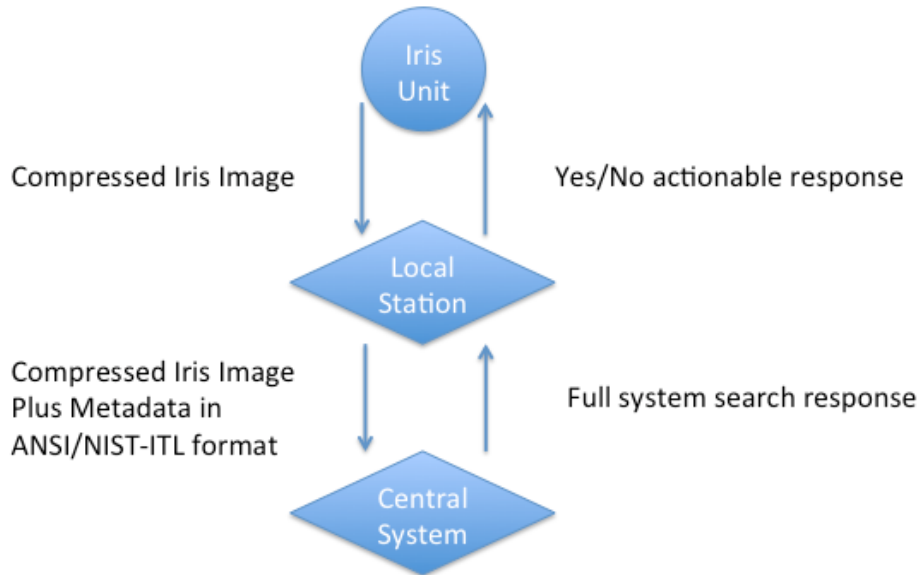 Iris
Unit
Compressed Iris Image
Yes/No actionable response
Local
Station
Compressed Iris Image
Plus Metadata in
ANSI/NIST-ITL format
Full system search response
Central
System